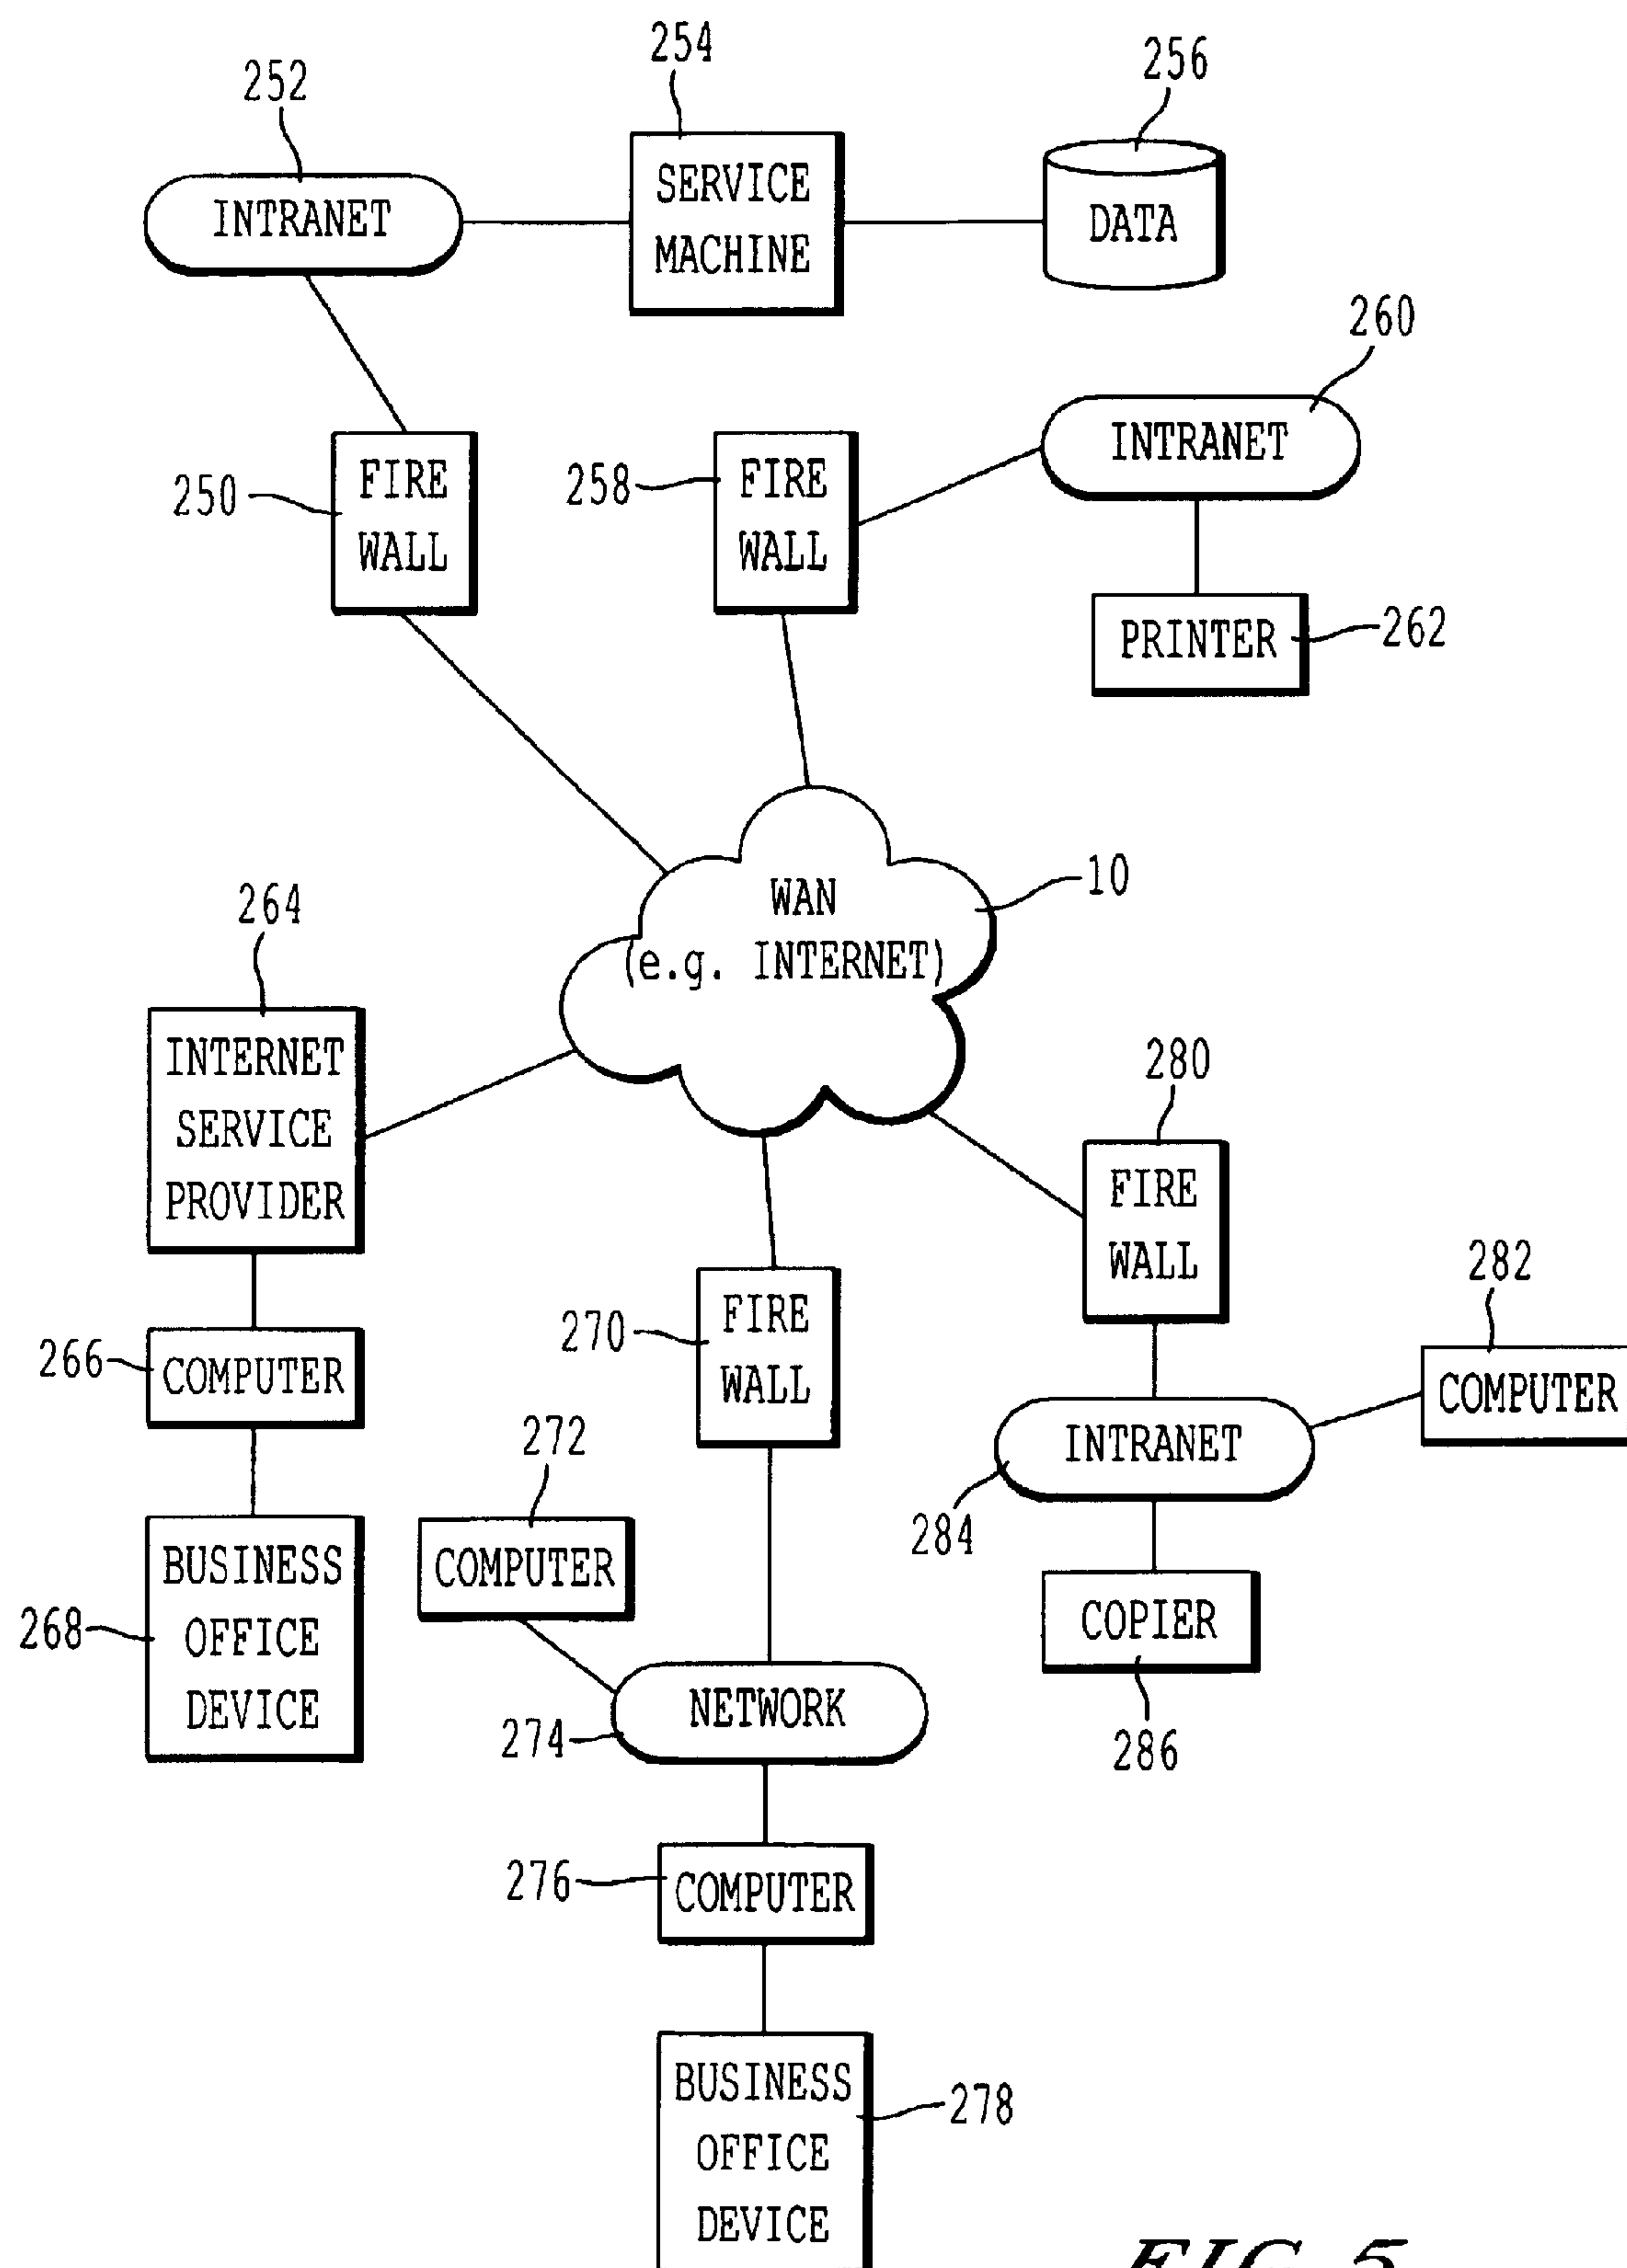 254
256
252
SERVICE
MACHINE
INTRANET
DATA
260
INTRANET
250
FIRE
WALL
258
FIRE
WALL
PRINTER
262
WAN
(e.g. INTERNET)
10
264
INTERNET
SERVICE
PROVIDER
280
FIRE
WALL
282
COMPUTER
270
FIRE
WALL
266
COMPUTER
272
COMPUTER
INTRANET
284
COPIER
286
268
BUSINESS
OFFICE
DEVICE
NETWORK
274
276
COMPUTER
BUSINESS
OFFICE
DEVICE
278
FIG. 5